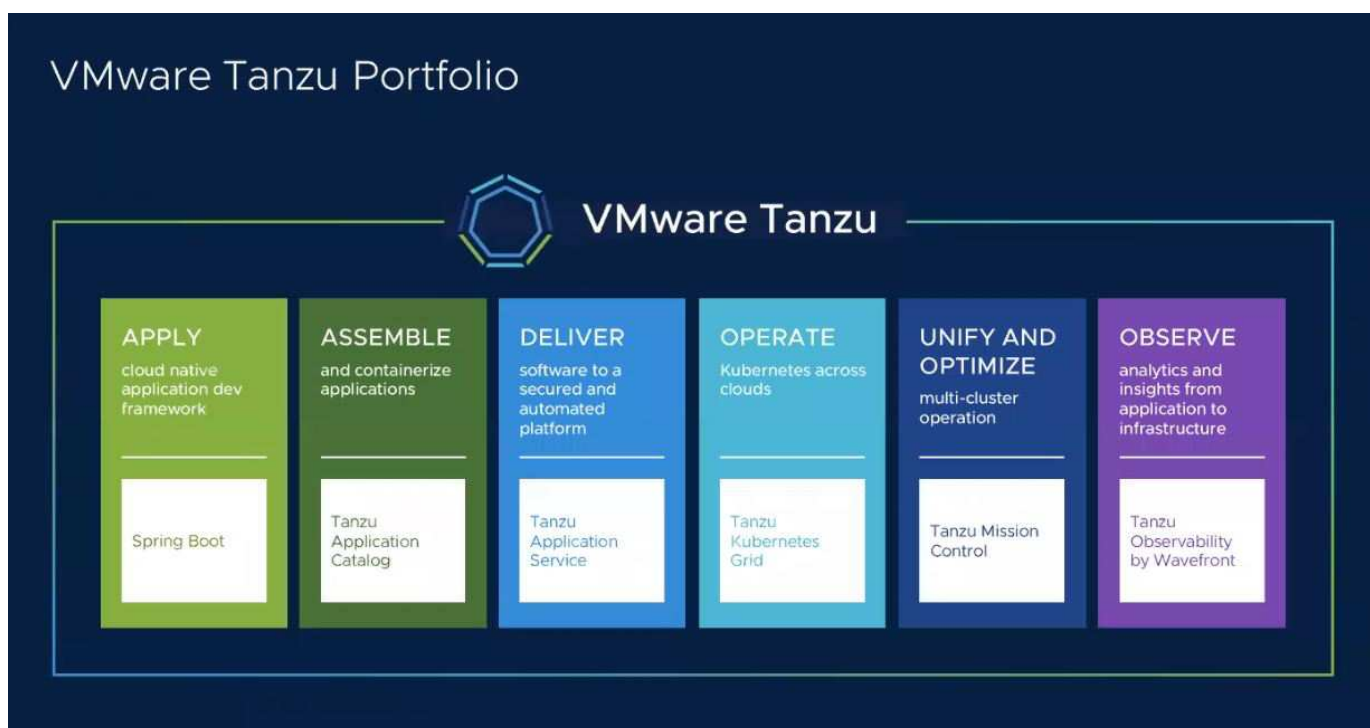 VMware Tanzu Portfolio
VMware Tanzu
APPLY
cloud native
application dev
framework
Spring Boot
ASSEMBLE
and containerize
applications
Tanzu
Application
Catalog
DELIVER
software to a
secured and
automated
platform
Tanzu
Application
Service
OPERATE
Kubernetes across
clouds
Tanzu
Kubernetes
Grid
UNIFY AND
OPTIMIZE
multi-cluster
operation
Tanzu Mission
Control
OBSERVE
analytics and
insights from
application to
infrastructure
Tanzu
Observability
by Wavefront